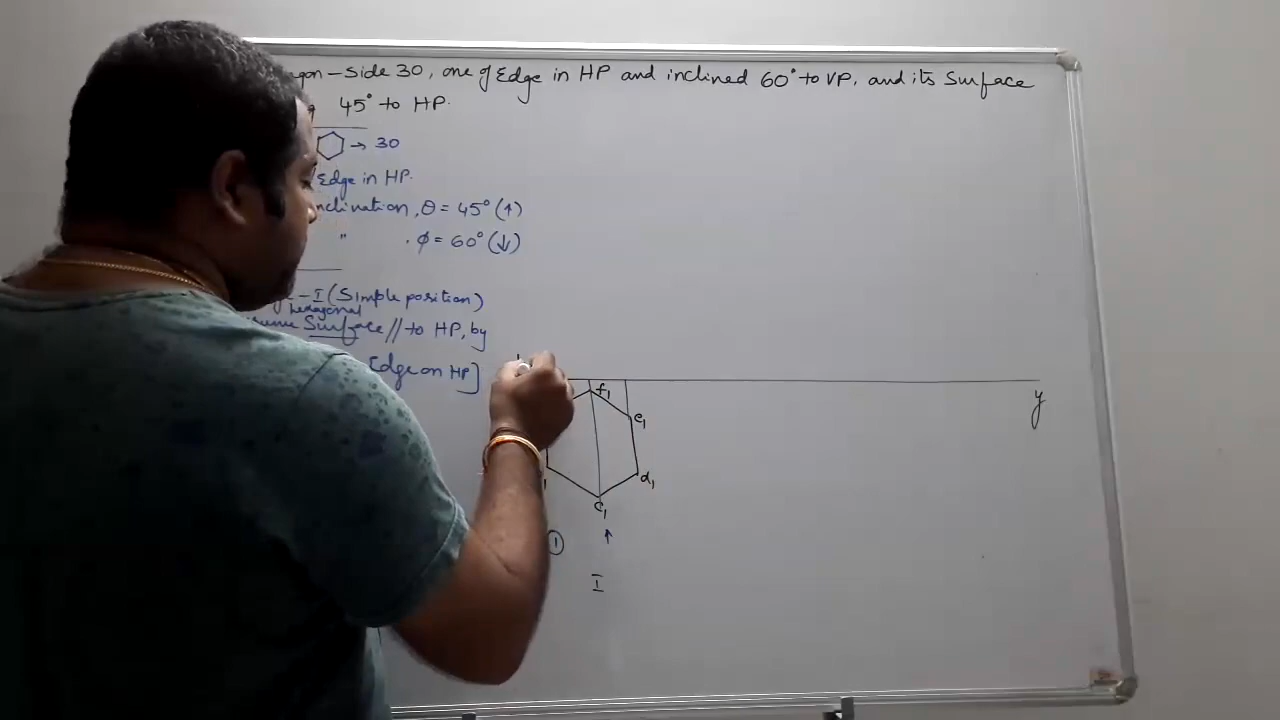 gon - Side 30, one of Edge in HP and inclined 60° to VP, and its Surface
45° to HP.
→ 30
Edge in HP.
nclination, θ = 45° (↑)
" . φ = 60° (↓)
- I (Simple position)
hexagonal
Surface // to HP, by
Edge on HP]
y
f₁
e₁
d₁
c₁
1
①
↑
I